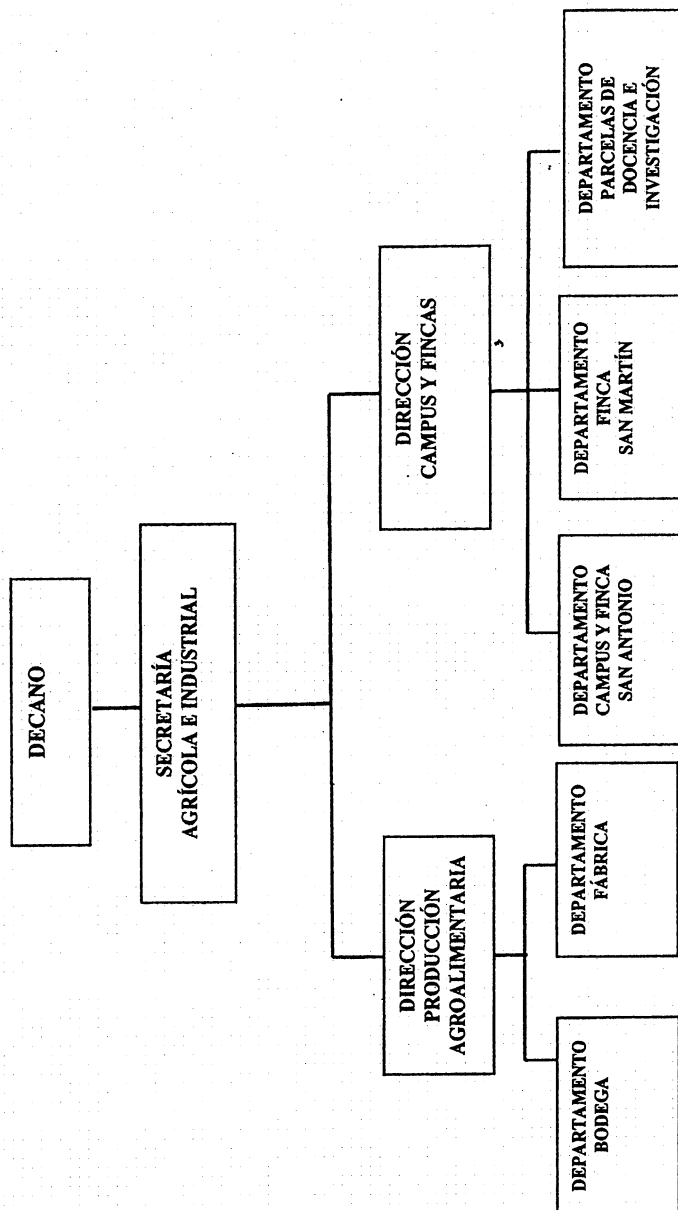 DECANO
SECRETARÍA
AGRÍCOLA E INDUSTRIAL
DIRECCIÓN
PRODUCCIÓN
AGROALIMENTARIA
DIRECCIÓN
CAMPUS Y FINCAS
DEPARTAMENTO
BODEGA
DEPARTAMENTO
FÁBRICA
DEPARTAMENTO
CAMPUS Y FINCA
SAN ANTONIO
DEPARTAMENTO
FINCA
SAN MARTÍN
DEPARTAMENTO
PARCELAS DE
DOCENCIA E
INVESTIGACIÓN